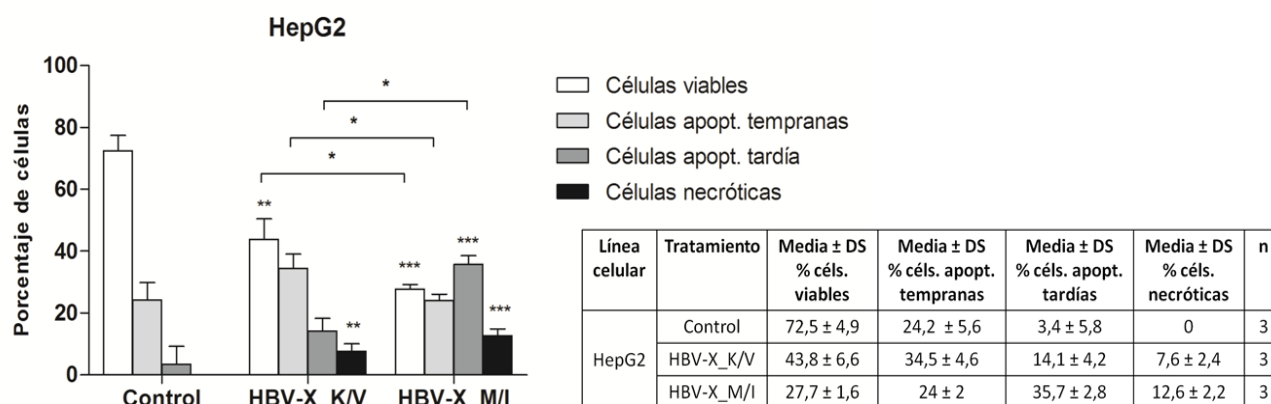 HepG2
Porcentaje de células
100
80
60
40
20
0
*
*
*
**
**
***
***
***
Control
HBV-X_K/V
HBV-X_M/I
Células viables
Células apopt. tempranas
Células apopt. tardía
Células necróticas
Línea celular
Tratamiento
Media ± DS
% céls.
viables
Media ± DS
% céls. apopt.
tempranas
Media ± DS
% céls. apopt.
tardías
Media ± DS
% céls.
necróticas
n
HepG2
Control 72,5 ± 4,9 24,2 ± 5,6 3,4 ± 5,8 0 3
HBV-X_K/V 43,8 ± 6,6 34,5 ± 4,6 14,1 ± 4,2 7,6 ± 2,4 3
HBV-X_M/I 27,7 ± 1,6 24 ± 2 35,7 ± 2,8 12,6 ± 2,2 3